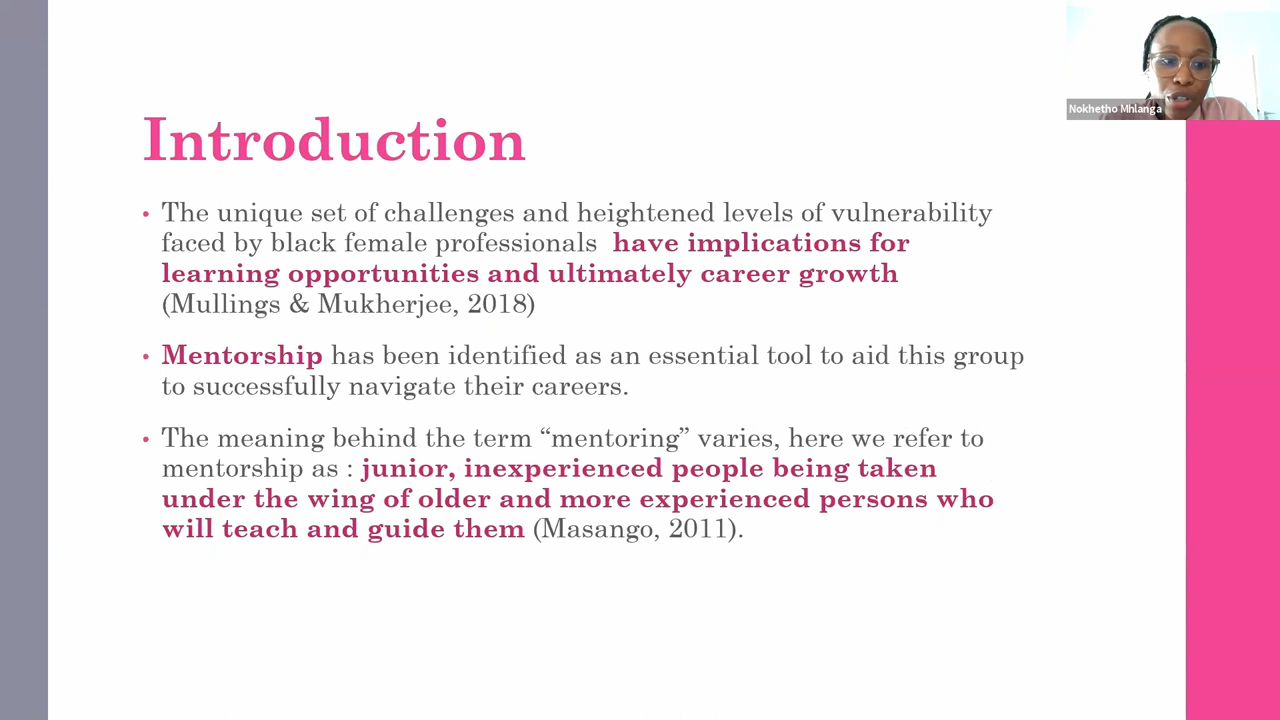 Nokhetho Mhlanga
Introduction
• The unique set of challenges and heightened levels of vulnerability
faced by black female professionals have implications for
learning opportunities and ultimately career growth
(Mullings & Mukherjee, 2018)
• Mentorship has been identified as an essential tool to aid this group
to successfully navigate their careers.
• The meaning behind the term “mentoring” varies, here we refer to
mentorship as : junior, inexperienced people being taken
under the wing of older and more experienced persons who
will teach and guide them (Masango, 2011).